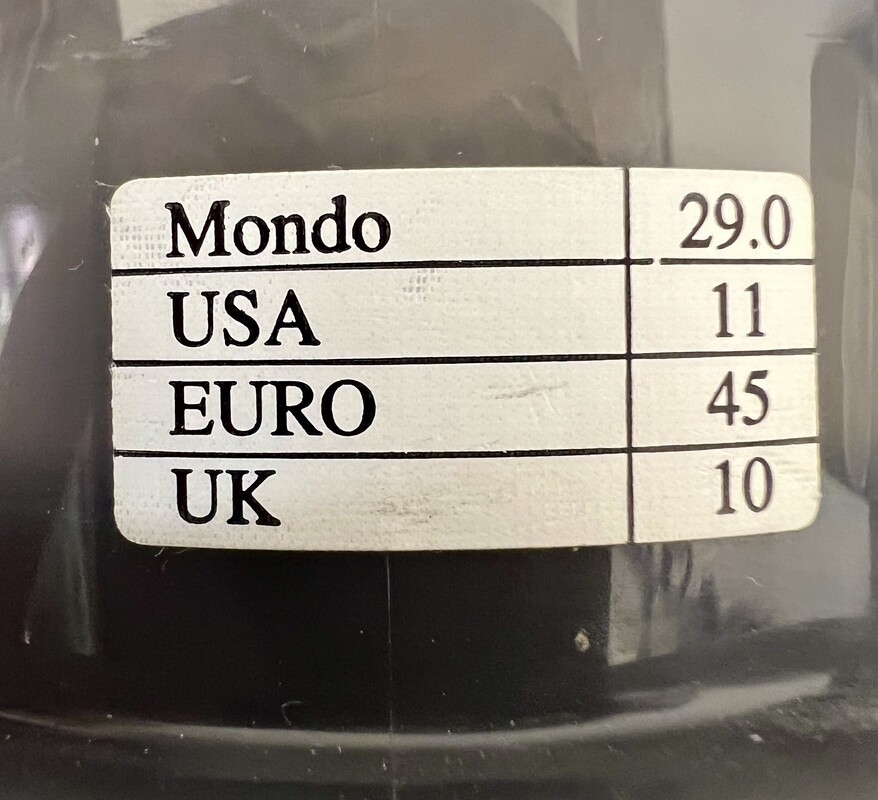 Mondo 29.0
USA 11
EURO 45
UK 10